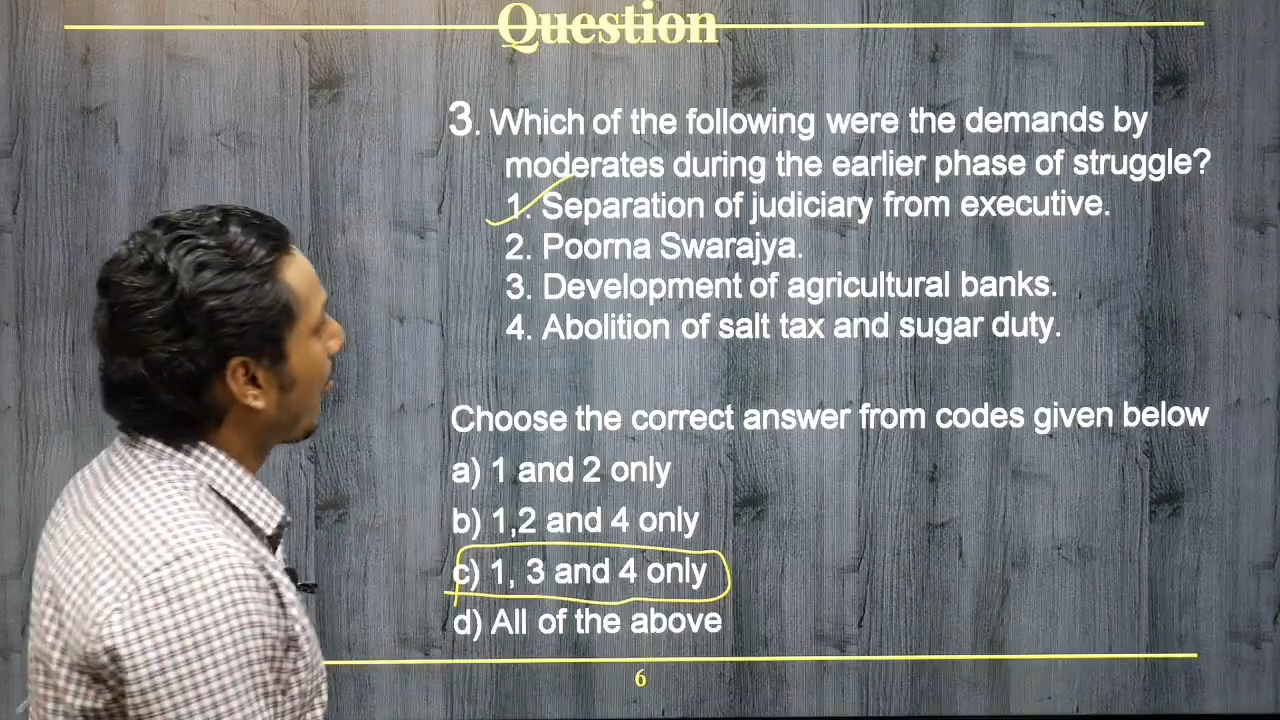 Question
3. Which of the following were the demands by
moderates during the earlier phase of struggle?
1. Separation of judiciary from executive.
2. Poorna Swarajya.
3. Development of agricultural banks.
4. Abolition of salt tax and sugar duty.
Choose the correct answer from codes given below
a) 1 and 2 only
b) 1,2 and 4 only
c) 1, 3 and 4 only
d) All of the above
6